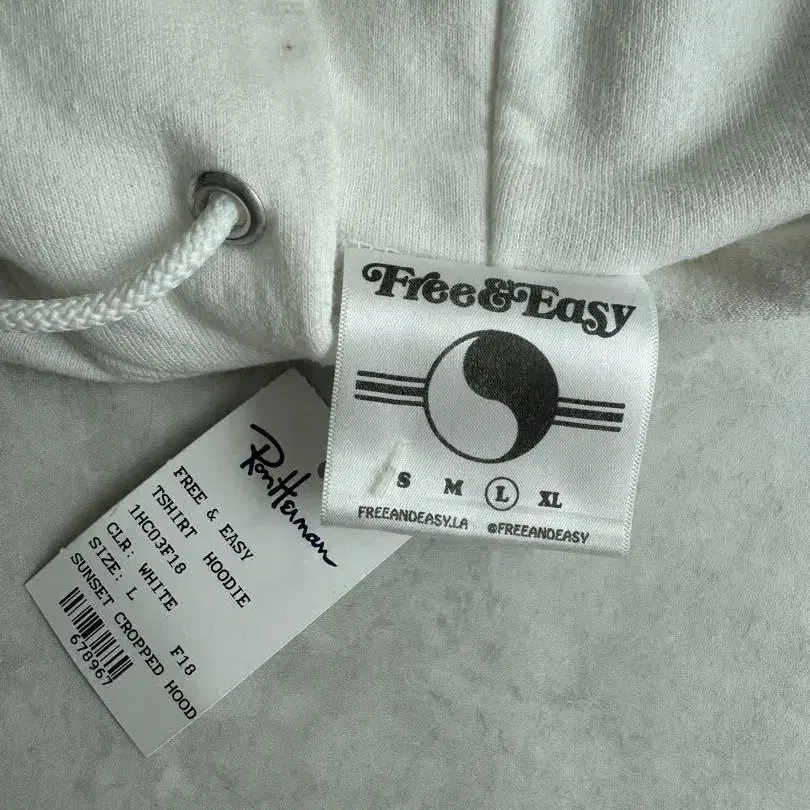 Free&Easy
S M L XL
FREEANDEASY.LA @FREEANDEASY
Ron Herman
FREE & EASY
TSHIRT HOODIE
1HC03F18
CLR: WHITE
SIZE: L F18
SUNSET CROPPED HOOD
678967